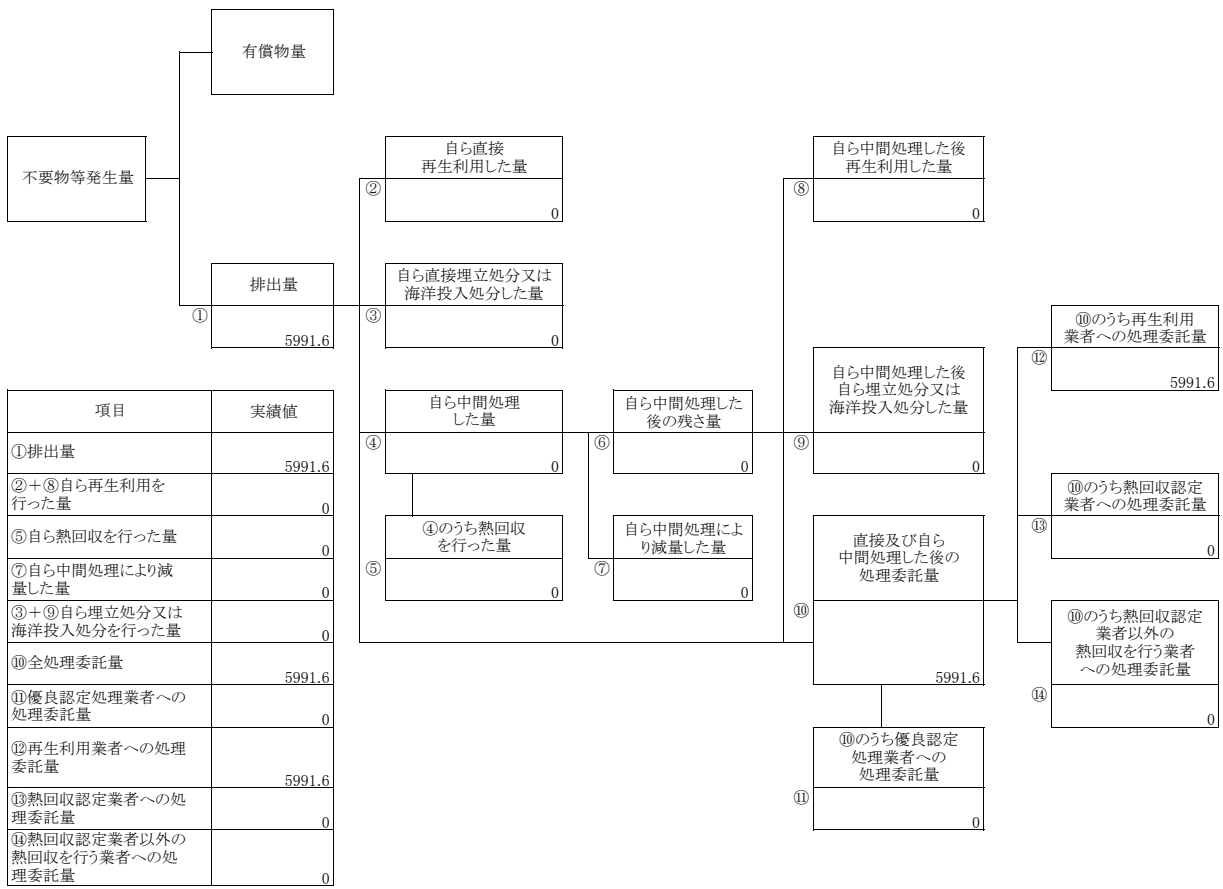 有償物量
不要物等発生量
自ら直接
再生利用した量
②
0
自ら中間処理した後
再生利用した量
⑧
0
排出量
①
5991.6
自ら直接埋立処分又は
海洋投入処分した量
③
0
⑩のうち再生利用
業者への処理委託量
⑫
5991.6
自ら中間処理
した量
④
0
自ら中間処理した
後の残さ量
⑥
0
自ら中間処理した後
自ら埋立処分又は
海洋投入処分した量
⑨
0
⑩のうち熱回収認定
業者への処理委託量
⑬
0
④のうち熱回収
を行った量
⑤
0
自ら中間処理によ
り減量した量
⑦
0
直接及び自ら
中間処理した後の
処理委託量
⑩
5991.6
⑩のうち熱回収認定
業者以外の
熱回収を行う業者
への処理委託量
⑭
0
⑩のうち優良認定
処理業者への
処理委託量
⑪
0
項目 実績値
①排出量
5991.6
②+⑧自ら再生利用を
行った量
0
⑤自ら熱回収を行った量
0
⑦自ら中間処理により減
量した量
0
③+⑨自ら埋立処分又は
海洋投入処分を行った量
0
⑩全処理委託量
5991.6
⑪優良認定処理業者への
処理委託量
0
⑫再生利用業者への処理
委託量
5991.6
⑬熱回収認定業者への処
理委託量
0
⑭熱回収認定業者以外の
熱回収を行う業者への処
理委託量
0